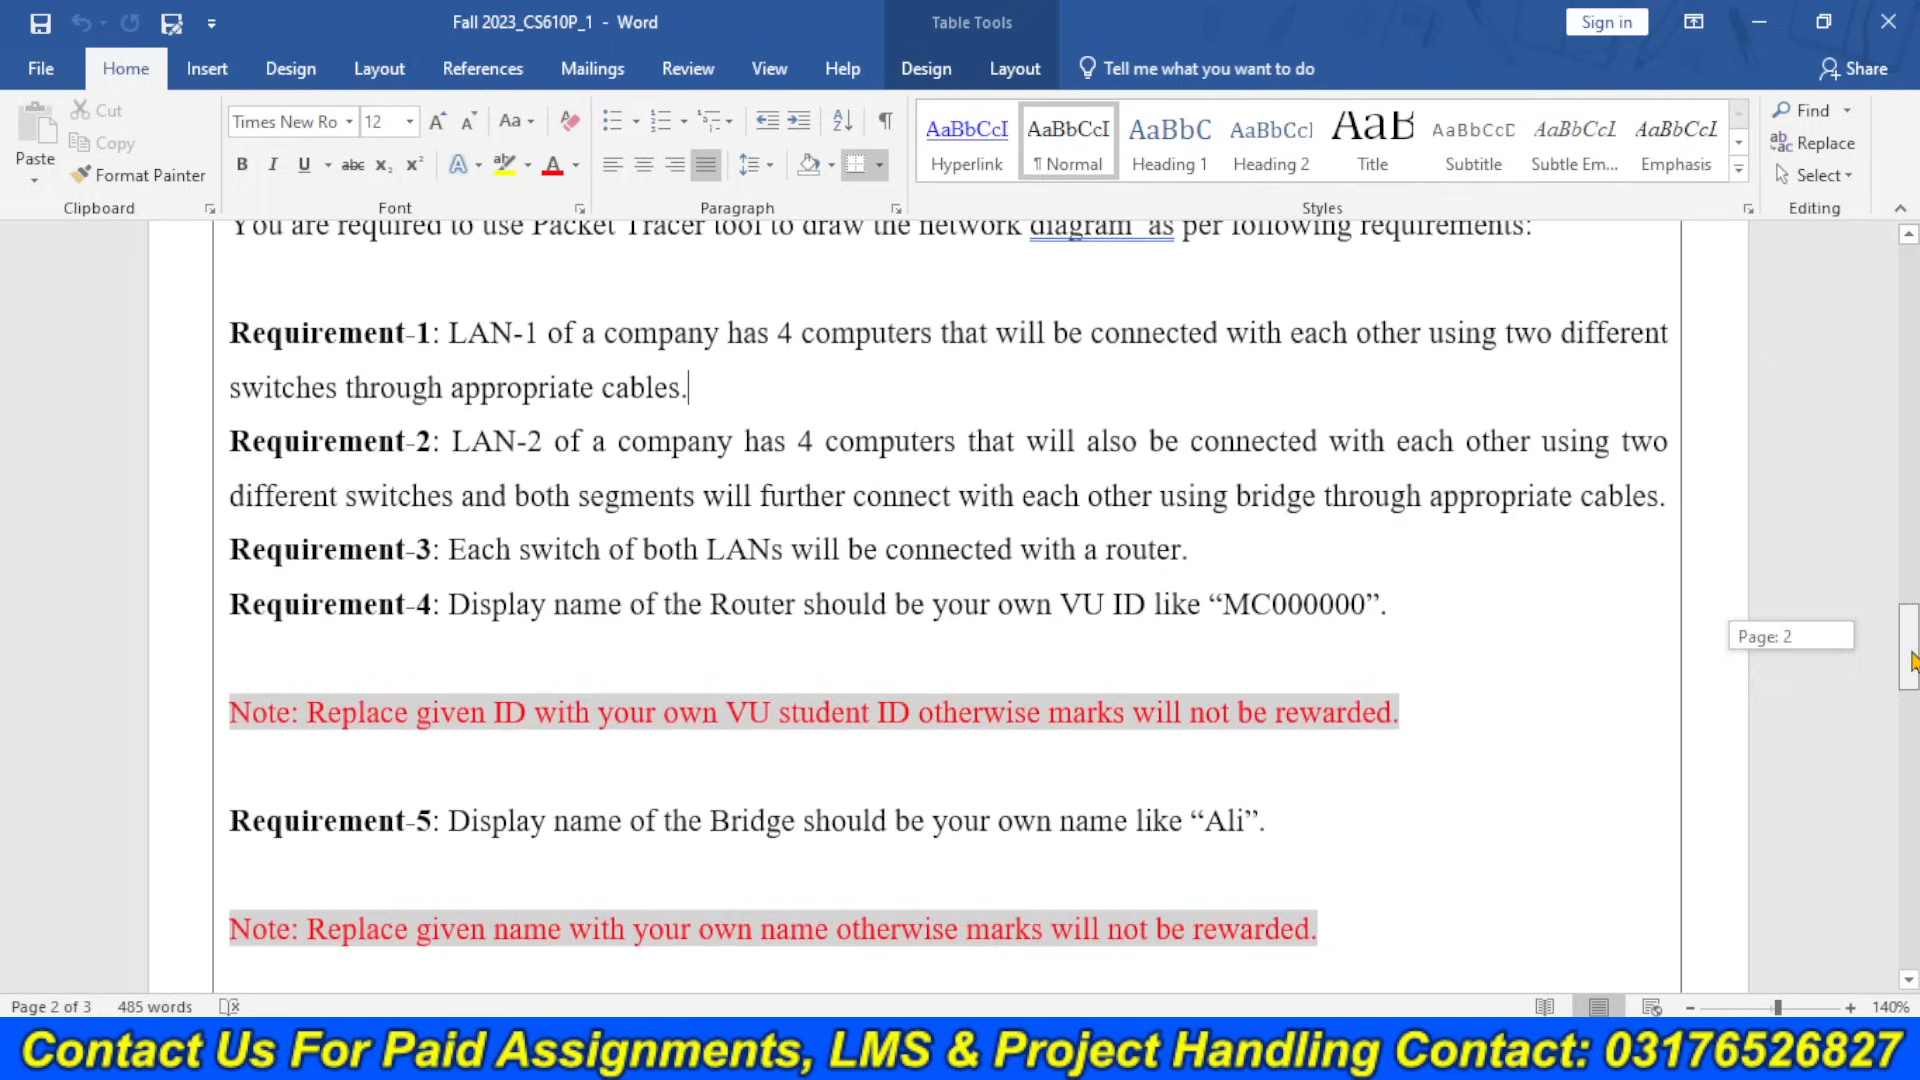 Fall 2023_CS610P_1 - Word
Table Tools
Sign in
File
Home
Insert
Design
Layout
References
Mailings
Review
View
Help
Design
Layout
Tell me what you want to do
Share
Paste
Cut
Copy
Format Painter
Clipboard
Times New Ro
12
Aa
B I U abc x₂ x²
A
A
Font
Paragraph
AaBbCcI
Hyperlink
AaBbCcI
¶ Normal
AaBbC
Heading 1
AaBbCcI
Heading 2
AaB
Title
AaBbCcD
Subtitle
AaBbCcI
Subtle Em...
AaBbCcI
Emphasis
Styles
Find
Replace
Select
Editing
You are required to use Packet Tracer tool to draw the network diagram as per following requirements:
Requirement-1: LAN-1 of a company has 4 computers that will be connected with each other using two different
switches through appropriate cables.
Requirement-2: LAN-2 of a company has 4 computers that will also be connected with each other using two
different switches and both segments will further connect with each other using bridge through appropriate cables.
Requirement-3: Each switch of both LANs will be connected with a router.
Requirement-4: Display name of the Router should be your own VU ID like “MC000000”.
Page: 2
Note: Replace given ID with your own VU student ID otherwise marks will not be rewarded.
Requirement-5: Display name of the Bridge should be your own name like “Ali”.
Note: Replace given name with your own name otherwise marks will not be rewarded.
Page 2 of 3
485 words
140%
Contact Us For Paid Assignments, LMS & Project Handling Contact: 03176526827